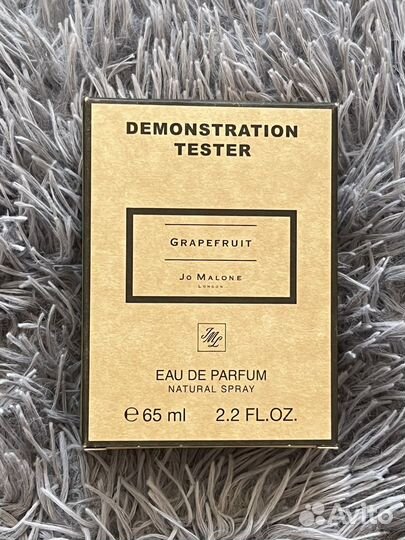 DEMONSTRATION
TESTER
GRAPEFRUIT
JO MALONE
LONDON
JML
EAU DE PARFUM
NATURAL SPRAY
℮ 65 ml 2.2 FL.OZ.
Avito